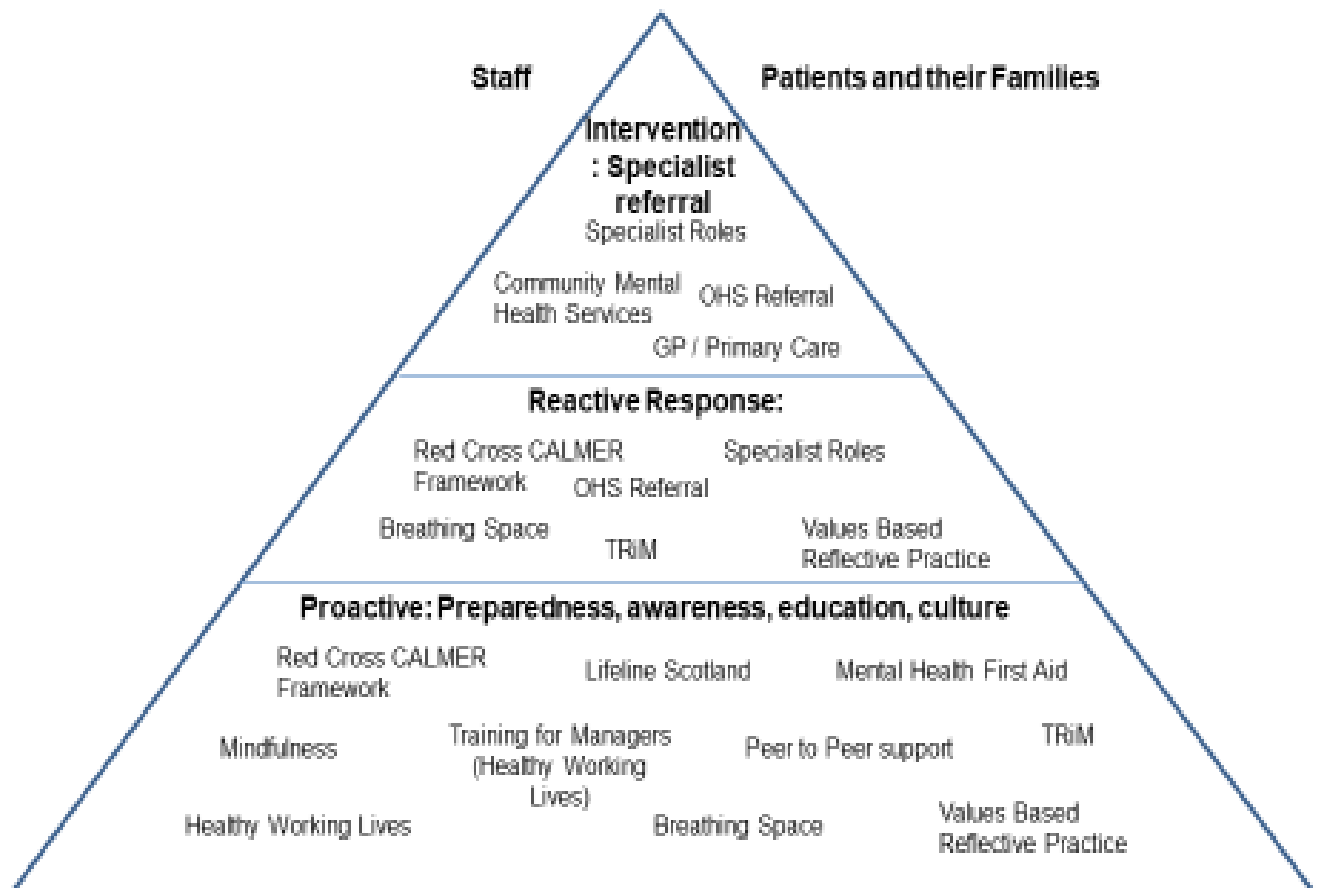 Staff
Patients and their Families
Intervention
: Specialist
referral
Specialist Roles
Community Mental
Health Services
OHS Referral
GP / Primary Care
Reactive Response:
Red Cross CALMER
Framework
Specialist Roles
OHS Referral
Breathing Space
TRiM
Values Based
Reflective Practice
Proactive: Preparedness, awareness, education, culture
Red Cross CALMER
Framework
Lifeline Scotland
Mental Health First Aid
Mindfulness
Training for Managers
(Healthy Working
Lives)
Peer to Peer support
TRiM
Healthy Working Lives
Breathing Space
Values Based
Reflective Practice